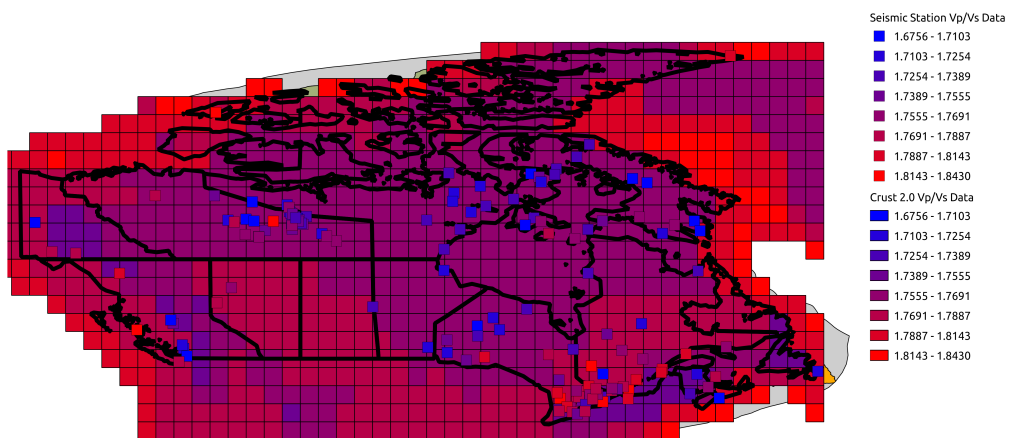 Seismic Station Vp/Vs Data
1.6756 - 1.7103
1.7103 - 1.7254
1.7254 - 1.7389
1.7389 - 1.7555
1.7555 - 1.7691
1.7691 - 1.7887
1.7887 - 1.8143
1.8143 - 1.8430
Crust 2.0 Vp/Vs Data
1.6756 - 1.7103
1.7103 - 1.7254
1.7254 - 1.7389
1.7389 - 1.7555
1.7555 - 1.7691
1.7691 - 1.7887
1.7887 - 1.8143
1.8143 - 1.8430